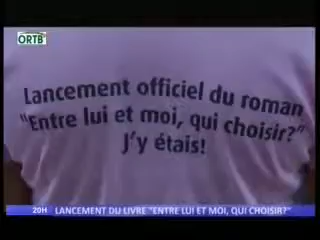 ORTB
Lancement officiel du roman
"Entre lui et moi, qui choisir?"
J'y étais!
20H LANCEMENT DU LIVRE "ENTRE LUI ET MOI, QUI CHOISIR?"